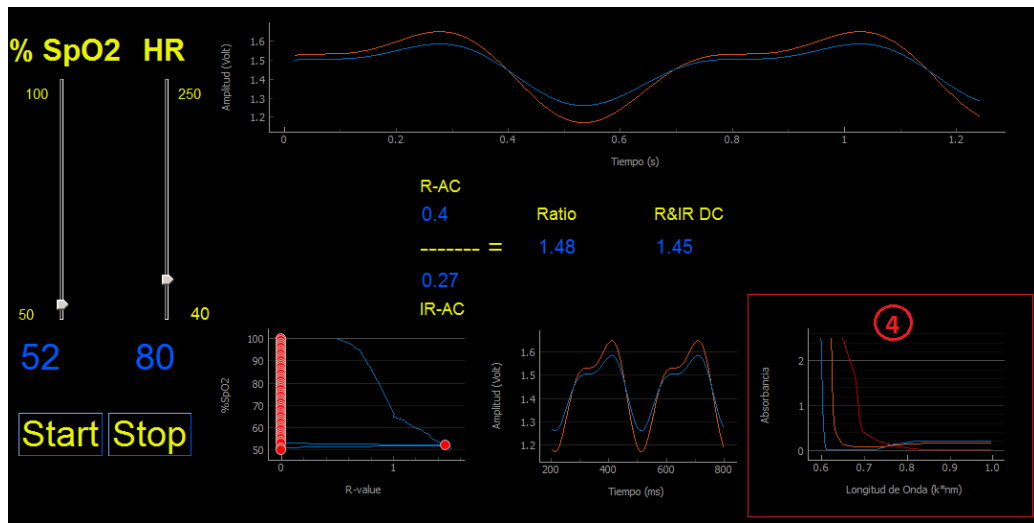 % SpO2 HR
100 250
50 40
52 80
Start Stop
Amplitud (Volt)
1.6
1.5
1.4
1.3
1.2
0 0.2 0.4 0.6 0.8 1 1.2
Tiempo (s)
R-AC
0.4 Ratio R&IR DC
------- = 1.48 1.45
0.27
IR-AC
%SpO2
100
90
80
70
60
50
0 1
R-value
Amplitud (Volt)
1.6
1.5
1.4
1.3
1.2
200 400 600 800
Tiempo (ms)
4
Absorbancia
2
1
0
0.6 0.7 0.8 0.9 1.0
Longitud de Onda (k*nm)